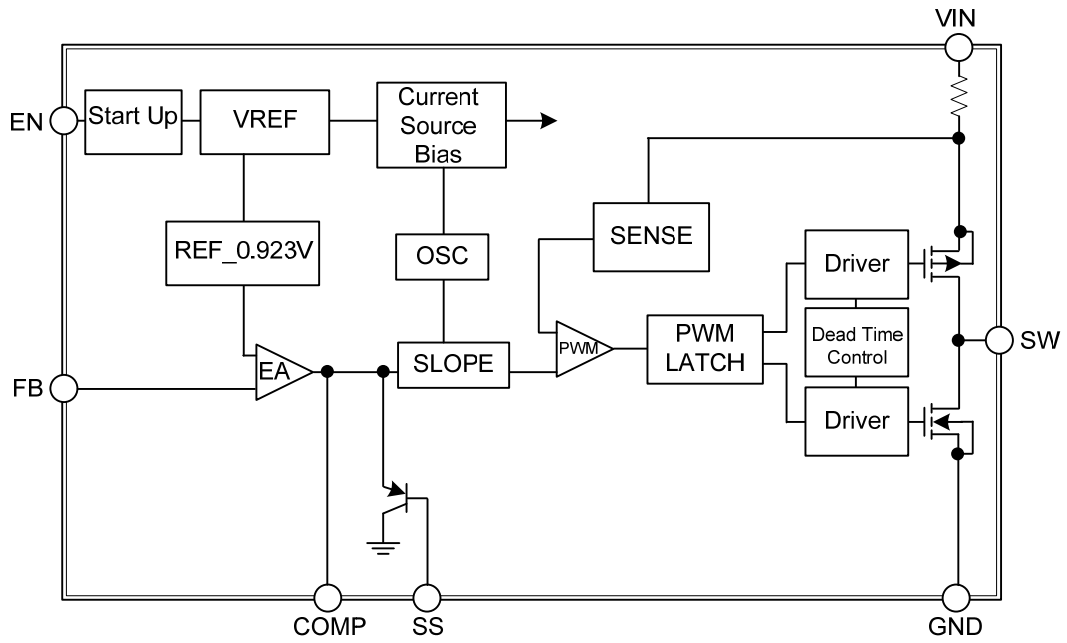 VIN
EN
Start Up
VREF
Current
Source
Bias
SENSE
REF_0.923V
OSC
Driver
PWM
PWM
LATCH
Dead Time
Control
SW
EA
SLOPE
FB
Driver
COMP
SS
GND